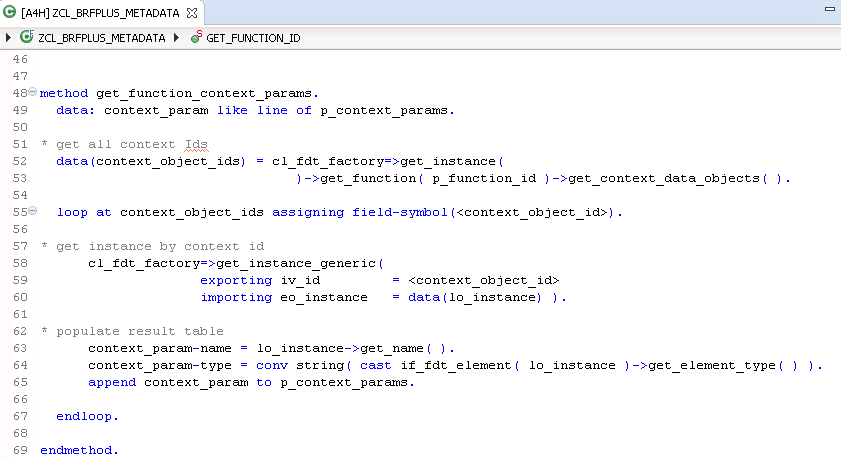 [A4H] ZCL_BRFPLUS_METADATA
ZCL_BRFPLUS_METADATA GET_FUNCTION_ID
46
47
48 method get_function_context_params.
49 data: context_param like line of p_context_params.
50
51 * get all context Ids
52 data(context_object_ids) = cl_fdt_factory=>get_instance(
53 )->get_function( p_function_id )->get_context_data_objects( ).
54
55 loop at context_object_ids assigning field-symbol(<context_object_id>).
56
57 * get instance by context id
58 cl_fdt_factory=>get_instance_generic(
59 exporting iv_id = <context_object_id>
60 importing eo_instance = data(lo_instance) ).
61
62 * populate result table
63 context_param-name = lo_instance->get_name( ).
64 context_param-type = conv string( cast if_fdt_element( lo_instance )->get_element_type( ) ).
65 append context_param to p_context_params.
66
67 endloop.
68
69 endmethod.